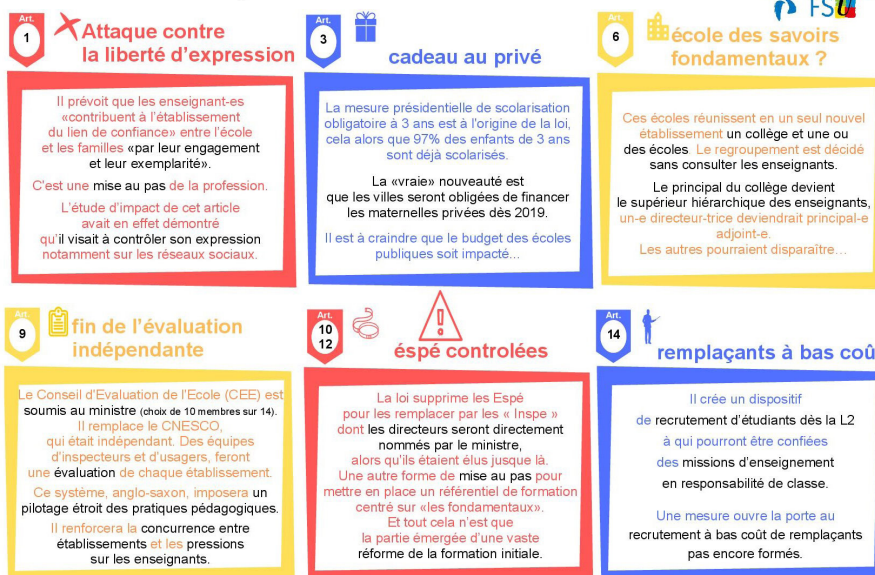 FSU
Art.
1
Attaque contre
la liberté d'expression
Il prévoit que les enseignant-es
«contribuent à l'établissement
du lien de confiance» entre l'école
et les familles «par leur engagement
et leur exemplarité».
C'est une mise au pas de la profession.
L'étude d'impact de cet article
avait en effet démontré
qu'il visait à contrôler son expression
notamment sur les réseaux sociaux.
Art.
3
cadeau au privé
La mesure présidentielle de scolarisation
obligatoire à 3 ans est à l'origine de la loi,
cela alors que 97% des enfants de 3 ans
sont déjà scolarisés.
La «vraie» nouveauté est
que les villes seront obligées de financer
les maternelles privées dès 2019.
Il est à craindre que le budget des écoles
publiques soit impacté...
Art.
6
école des savoirs
fondamentaux ?
Ces écoles réunissent en un seul nouvel
établissement un collège et une ou
des écoles. Le regroupement est décidé
sans consulter les enseignants.
Le principal du collège devient
le supérieur hiérarchique des enseignants,
un-e directeur-trice deviendrait principal-e
adjoint-e.
Les autres pourraient disparaître…
Art.
9
fin de l'évaluation
indépendante
Le Conseil d'Evaluation de l'Ecole (CEE) est
soumis au ministre (choix de 10 membres sur 14).
Il remplace le CNESCO,
qui était indépendant. Des équipes
d'inspecteurs et d'usagers, feront
une évaluation de chaque établissement.
Ce système, anglo-saxon, imposera un
pilotage étroit des pratiques pédagogiques.
Il renforcera la concurrence entre
établissements et les pressions
sur les enseignants.
Art.
10
12
éspé controlées
La loi supprime les Espé
pour les remplacer par les « Inspe »
dont les directeurs seront directement
nommés par le ministre,
alors qu'ils étaient élus jusque là.
Une autre forme de mise au pas pour
mettre en place un référentiel de formation
centré sur «les fondamentaux».
Et tout cela n'est que
la partie émergée d'une vaste
réforme de la formation initiale.
Art.
14
remplaçants à bas coû
Il crée un dispositif
de recrutement d'étudiants dès la L2
à qui pourront être confiées
des missions d'enseignement
en responsabilité de classe.
Une mesure ouvre la porte au
recrutement à bas coût de remplaçants
pas encore formés.